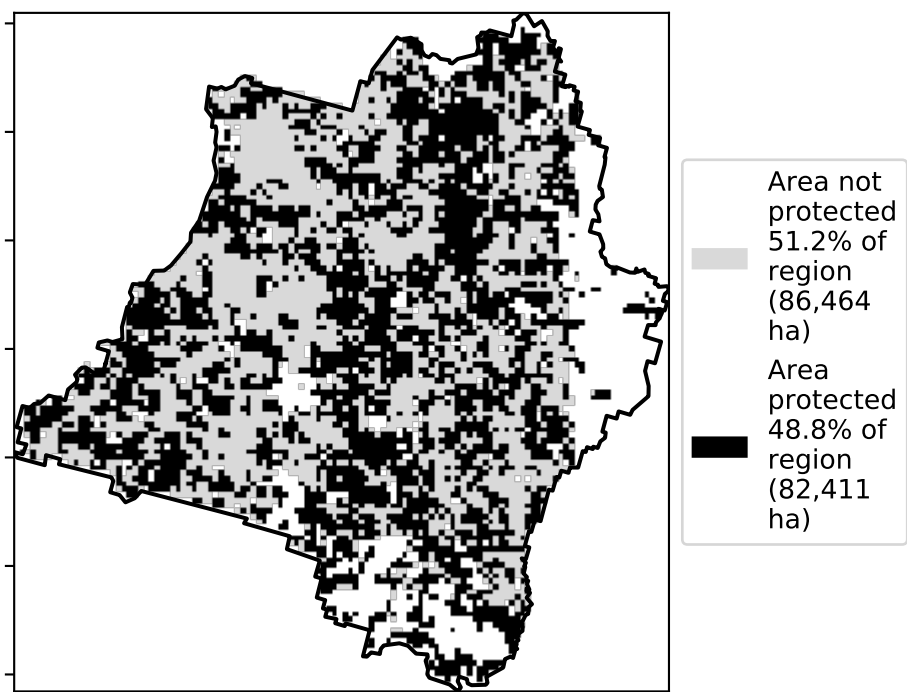 Area not
protected
51.2% of
region
(86,464
ha)
Area
protected
48.8% of
region
(82,411
ha)